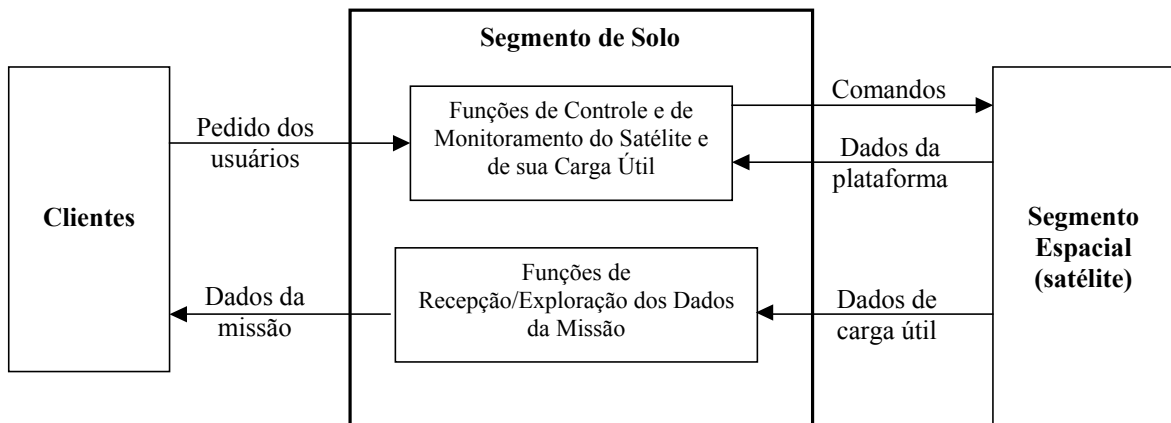 Segmento de Solo
Clientes
Pedido dos
usuários
Funções de Controle e de
Monitoramento do Satélite e
de sua Carga Útil
Comandos
Dados da
plataforma
Segmento
Espacial
(satélite)
Dados da
missão
Funções de
Recepção/Exploração dos Dados
da Missão
Dados de
carga útil